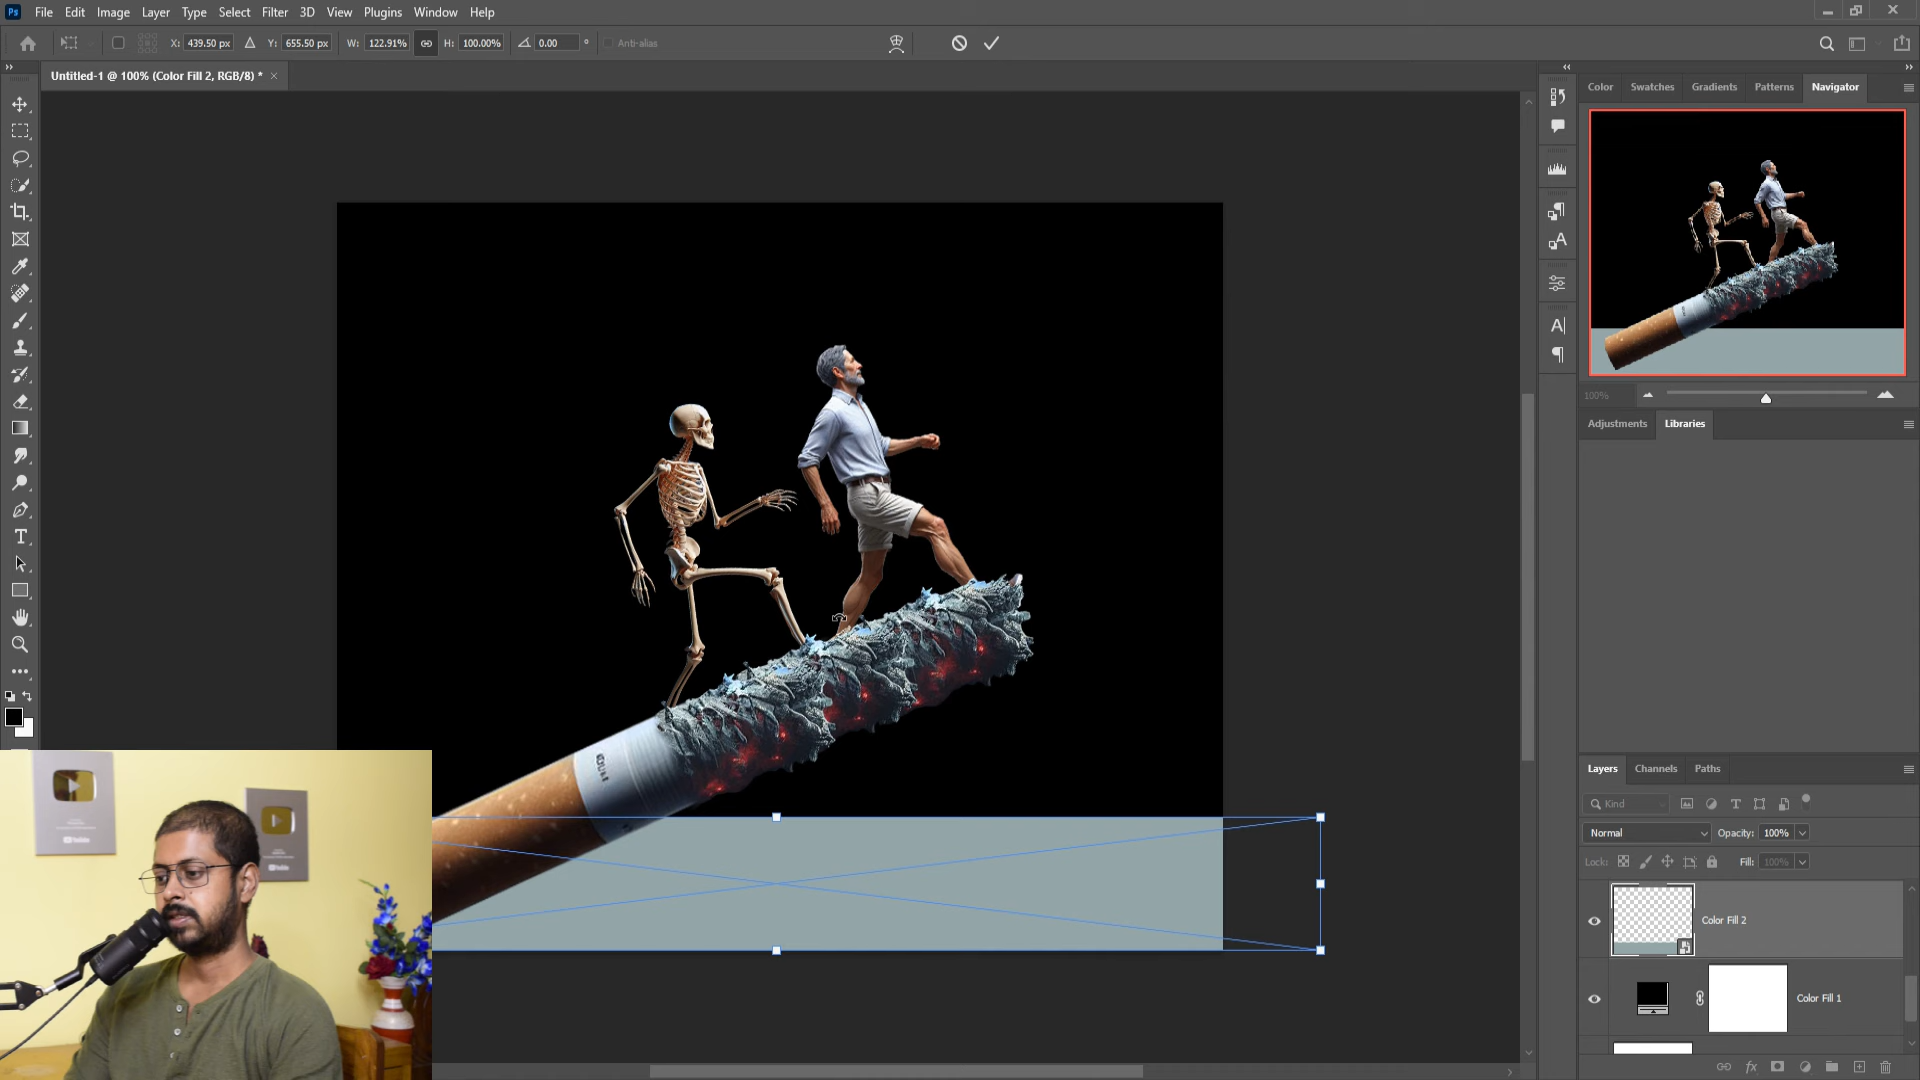 Ps File Edit Image Layer Type Select Filter 3D View Plugins Window Help
X: 439.50 px Y: 655.50 px W: 122.91% H: 100.00% 0.00 ° Anti-alias
Untitled-1 @ 100% (Color Fill 2, RGB/8) * ×
Color Swatches Gradients Patterns Navigator
100%
Adjustments Libraries
Layers Channels Paths
Kind
Normal Opacity: 100%
Lock: Fill: 100%
Color Fill 2
Color Fill 1